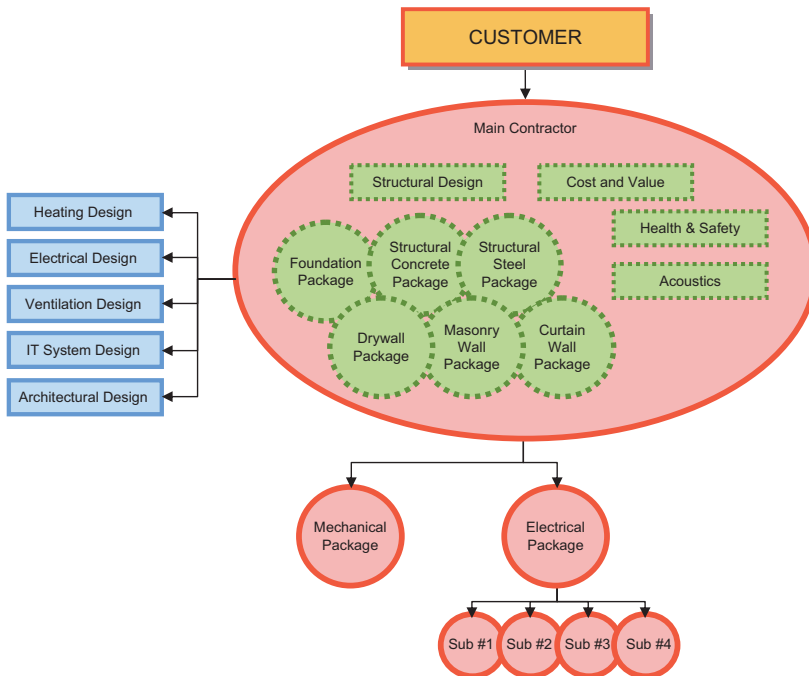 CUSTOMER
Main Contractor
Structural Design
Cost and Value
Health & Safety
Acoustics
Foundation
Package
Structural
Concrete
Package
Structural
Steel
Package
Drywall
Package
Masonry
Wall
Package
Curtain
Wall
Package
Heating Design
Electrical Design
Ventilation Design
IT System Design
Architectural Design
Mechanical
Package
Electrical
Package
Sub #1
Sub #2
Sub #3
Sub #4